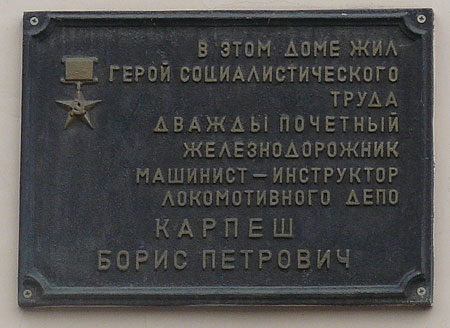 В ЭТОМ ДОМЕ ЖИЛ
ГЕРОЙ СОЦИАЛИСТИЧЕСКОГО
ТРУДА
ДВАЖДЫ ПОЧЕТНЫЙ
ЖЕЛЕЗНОДОРОЖНИК
МАШИНИСТ — ИНСТРУКТОР
ЛОКОМОТИВНОГО ДЕПО
КАРПЕШ
БОРИС ПЕТРОВИЧ